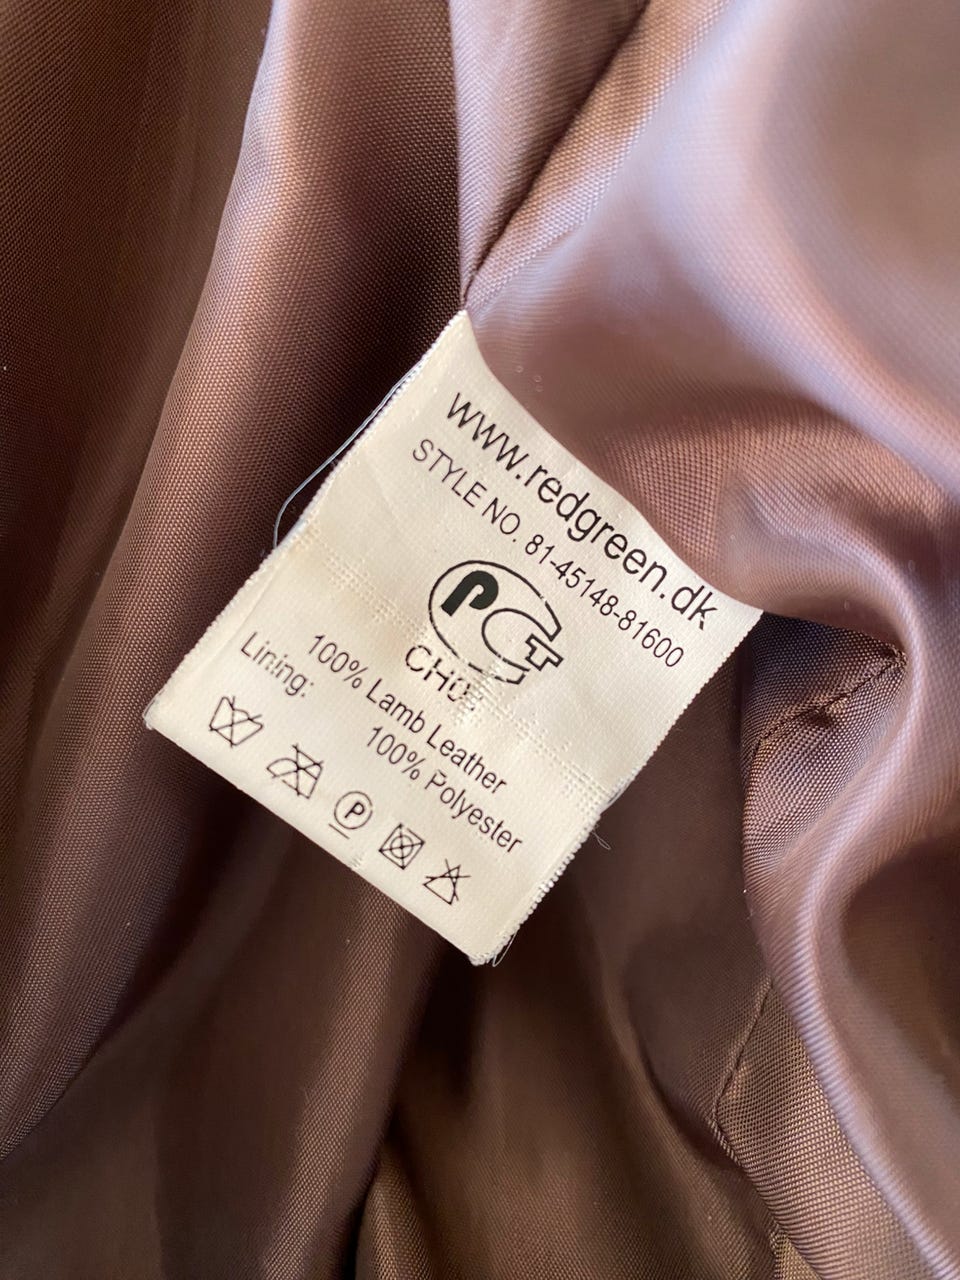 www.redgreen.dk
STYLE NO. 81-45148-81600
PCT
100% Lamb Leather
Lining: 100% Polyester
P